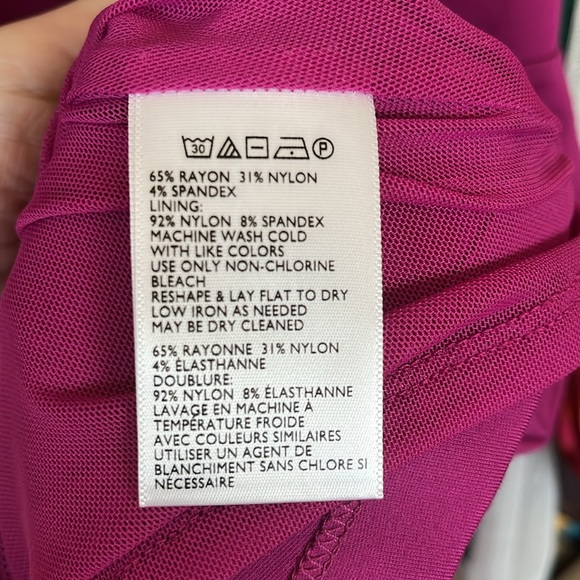 30 P
65% RAYON 31% NYLON
4% SPANDEX
LINING:
92% NYLON 8% SPANDEX
MACHINE WASH COLD
WITH LIKE COLORS
USE ONLY NON-CHLORINE
BLEACH
RESHAPE & LAY FLAT TO DRY
LOW IRON AS NEEDED
MAY BE DRY CLEANED
65% RAYONNE 31% NYLON
4% ÉLASTHANNE
DOUBLURE:
92% NYLON 8% ÉLASTHANNE
LAVAGE EN MACHINE À
TEMPÉRATURE FROIDE
AVEC COULEURS SIMILAIRES
UTILISER UN AGENT DE
BLANCHIMENT SANS CHLORE SI
NÉCESSAIRE